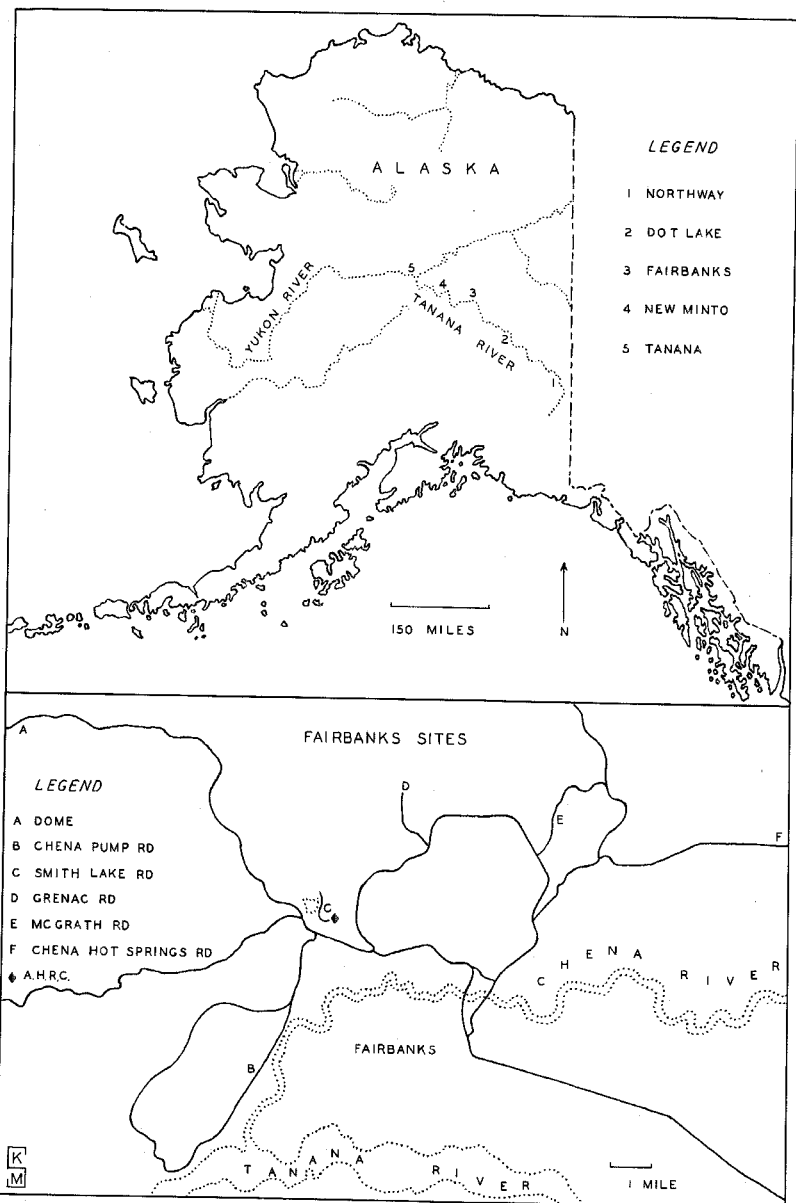 ALASKA
LEGEND
1 NORTHWAY
2 DOT LAKE
3 FAIRBANKS
4 NEW MINTO
5 TANANA
YUKON RIVER
TANANA RIVER
5
4
3
2
1
150 MILES
N
FAIRBANKS SITES
A
LEGEND
A DOME
B CHENA PUMP RD
C SMITH LAKE RD
D GRENAC RD
E MCGRATH RD
F CHENA HOT SPRINGS RD
A.H.R.C.
D
E
F
C
CHENA RIVER
FAIRBANKS
B
TANANA RIVER
1 MILE
K
M